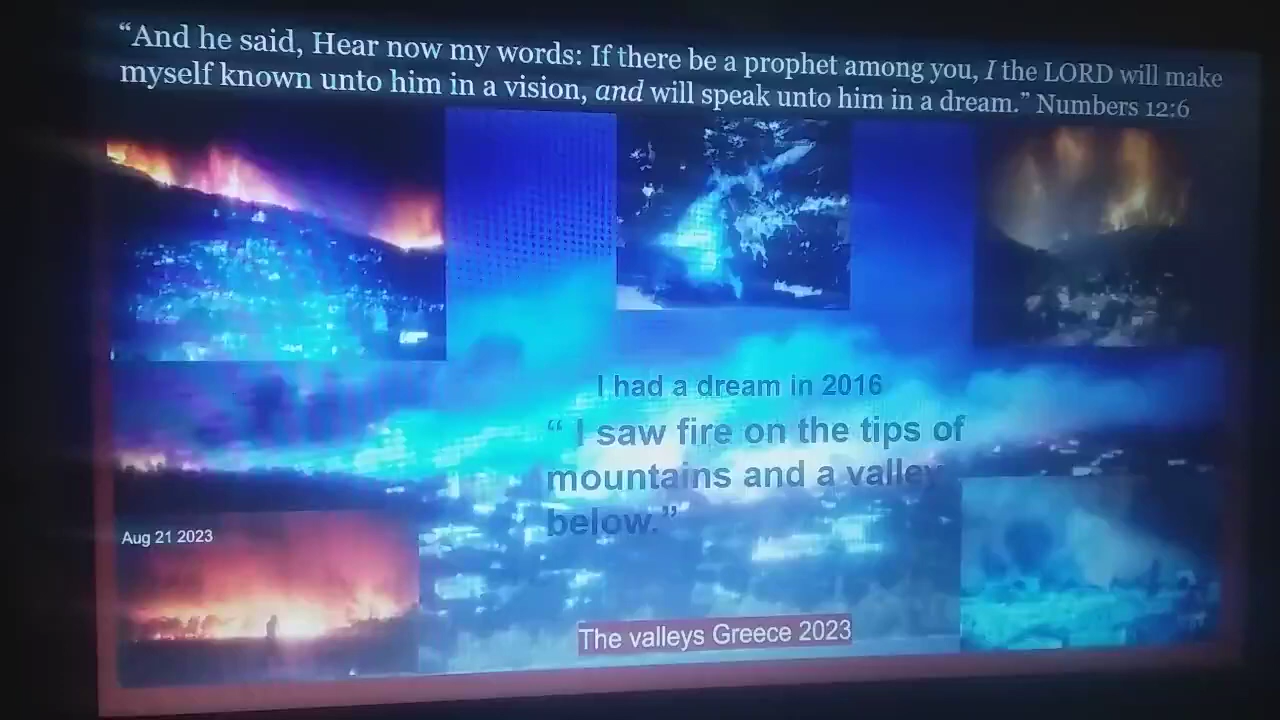 “And he said, Hear now my words: If there be a prophet among you, I the LORD will make
myself known unto him in a vision, and will speak unto him in a dream.” Numbers 12:6
I had a dream in 2016
“ I saw fire on the tips of
mountains and a valley
below.”
Aug 21 2023
The valleys Greece 2023